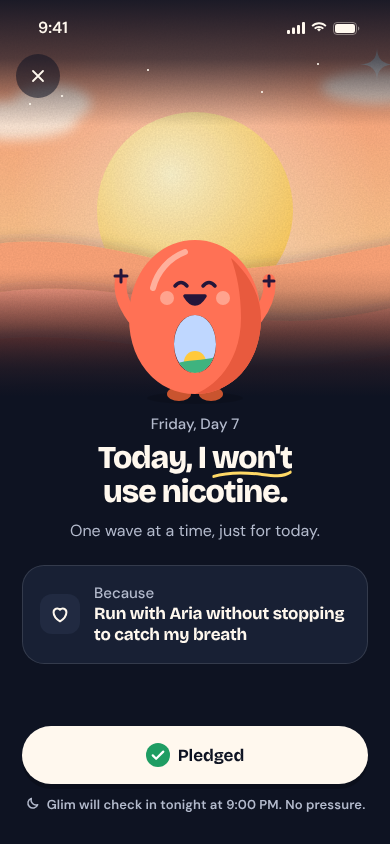 9:41
Friday, Day 7
Today, I won't
use nicotine.
One wave at a time, just for today.
Because
Run with Aria without stopping
to catch my breath
Pledged
Glim will check in tonight at 9:00 PM. No pressure.